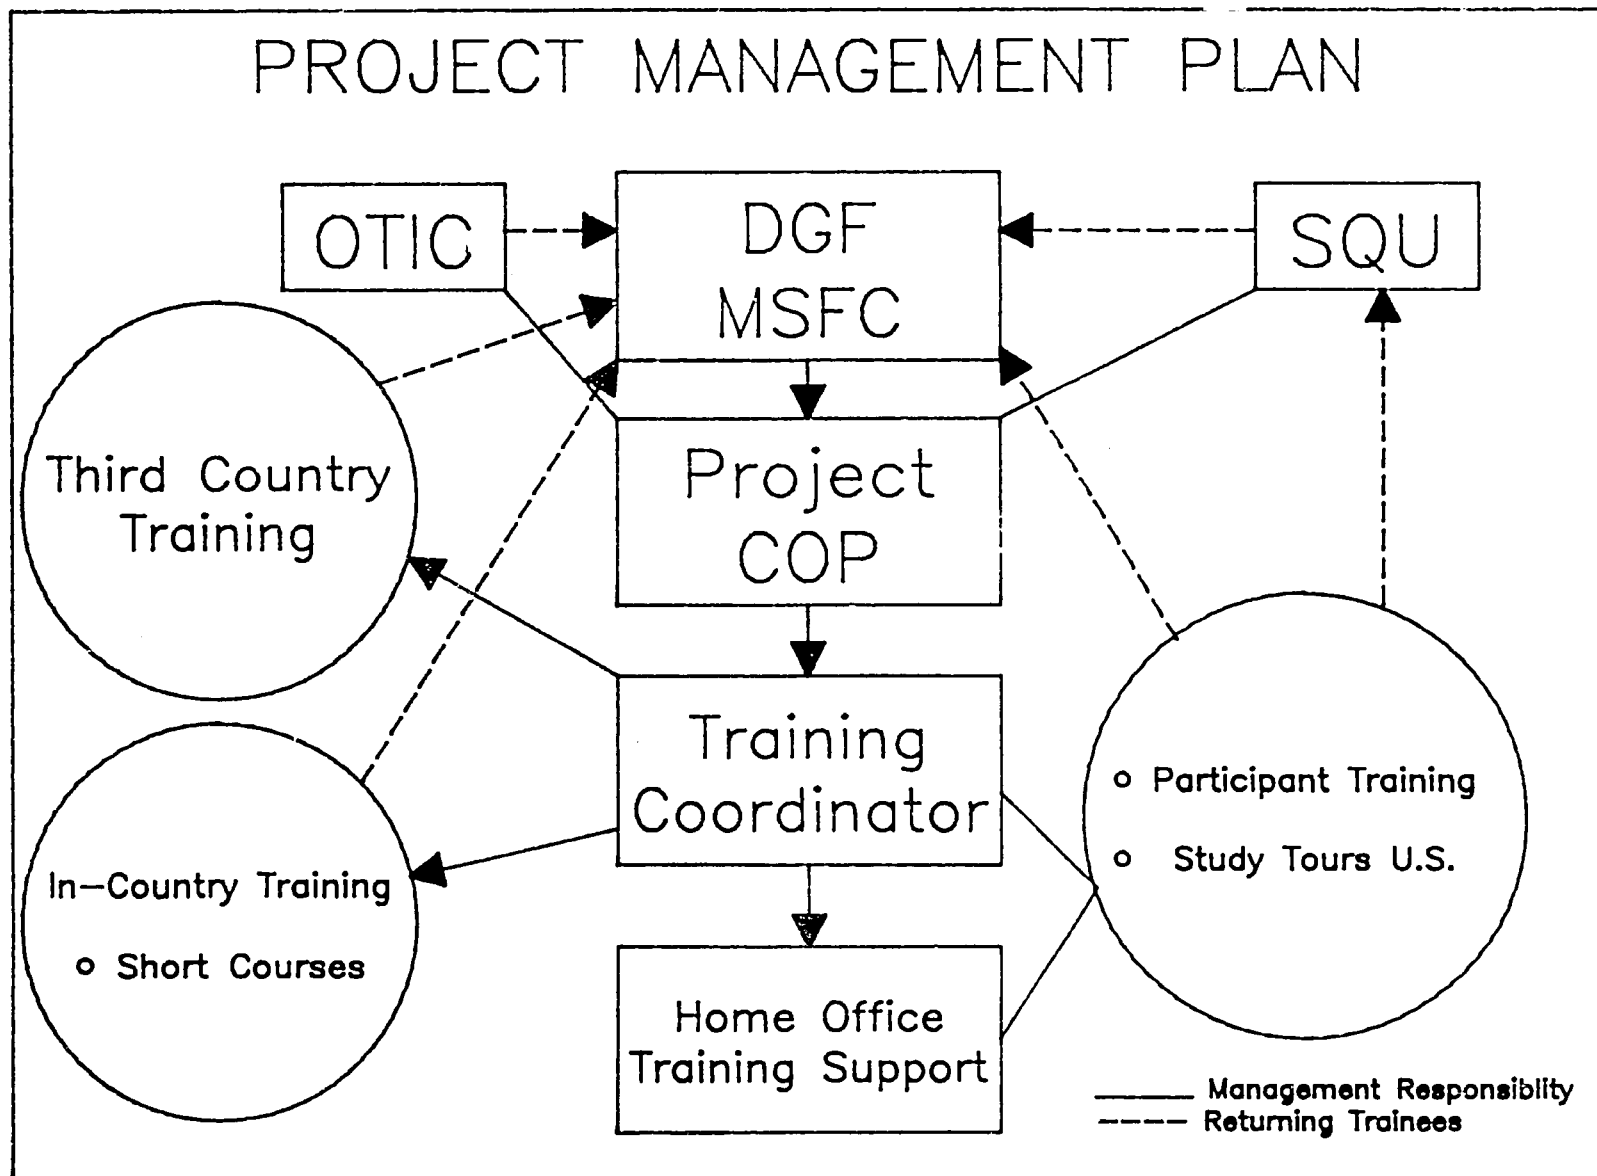 PROJECT MANAGEMENT PLAN
OTIC
DGF
MSFC
SQU
Third Country
Training
Project
COP
Training
Coordinator
o Participant Training
o Study Tours U.S.
In-Country Training
o Short Courses
Home Office
Training Support
Management Responsiblity
Returning Trainees